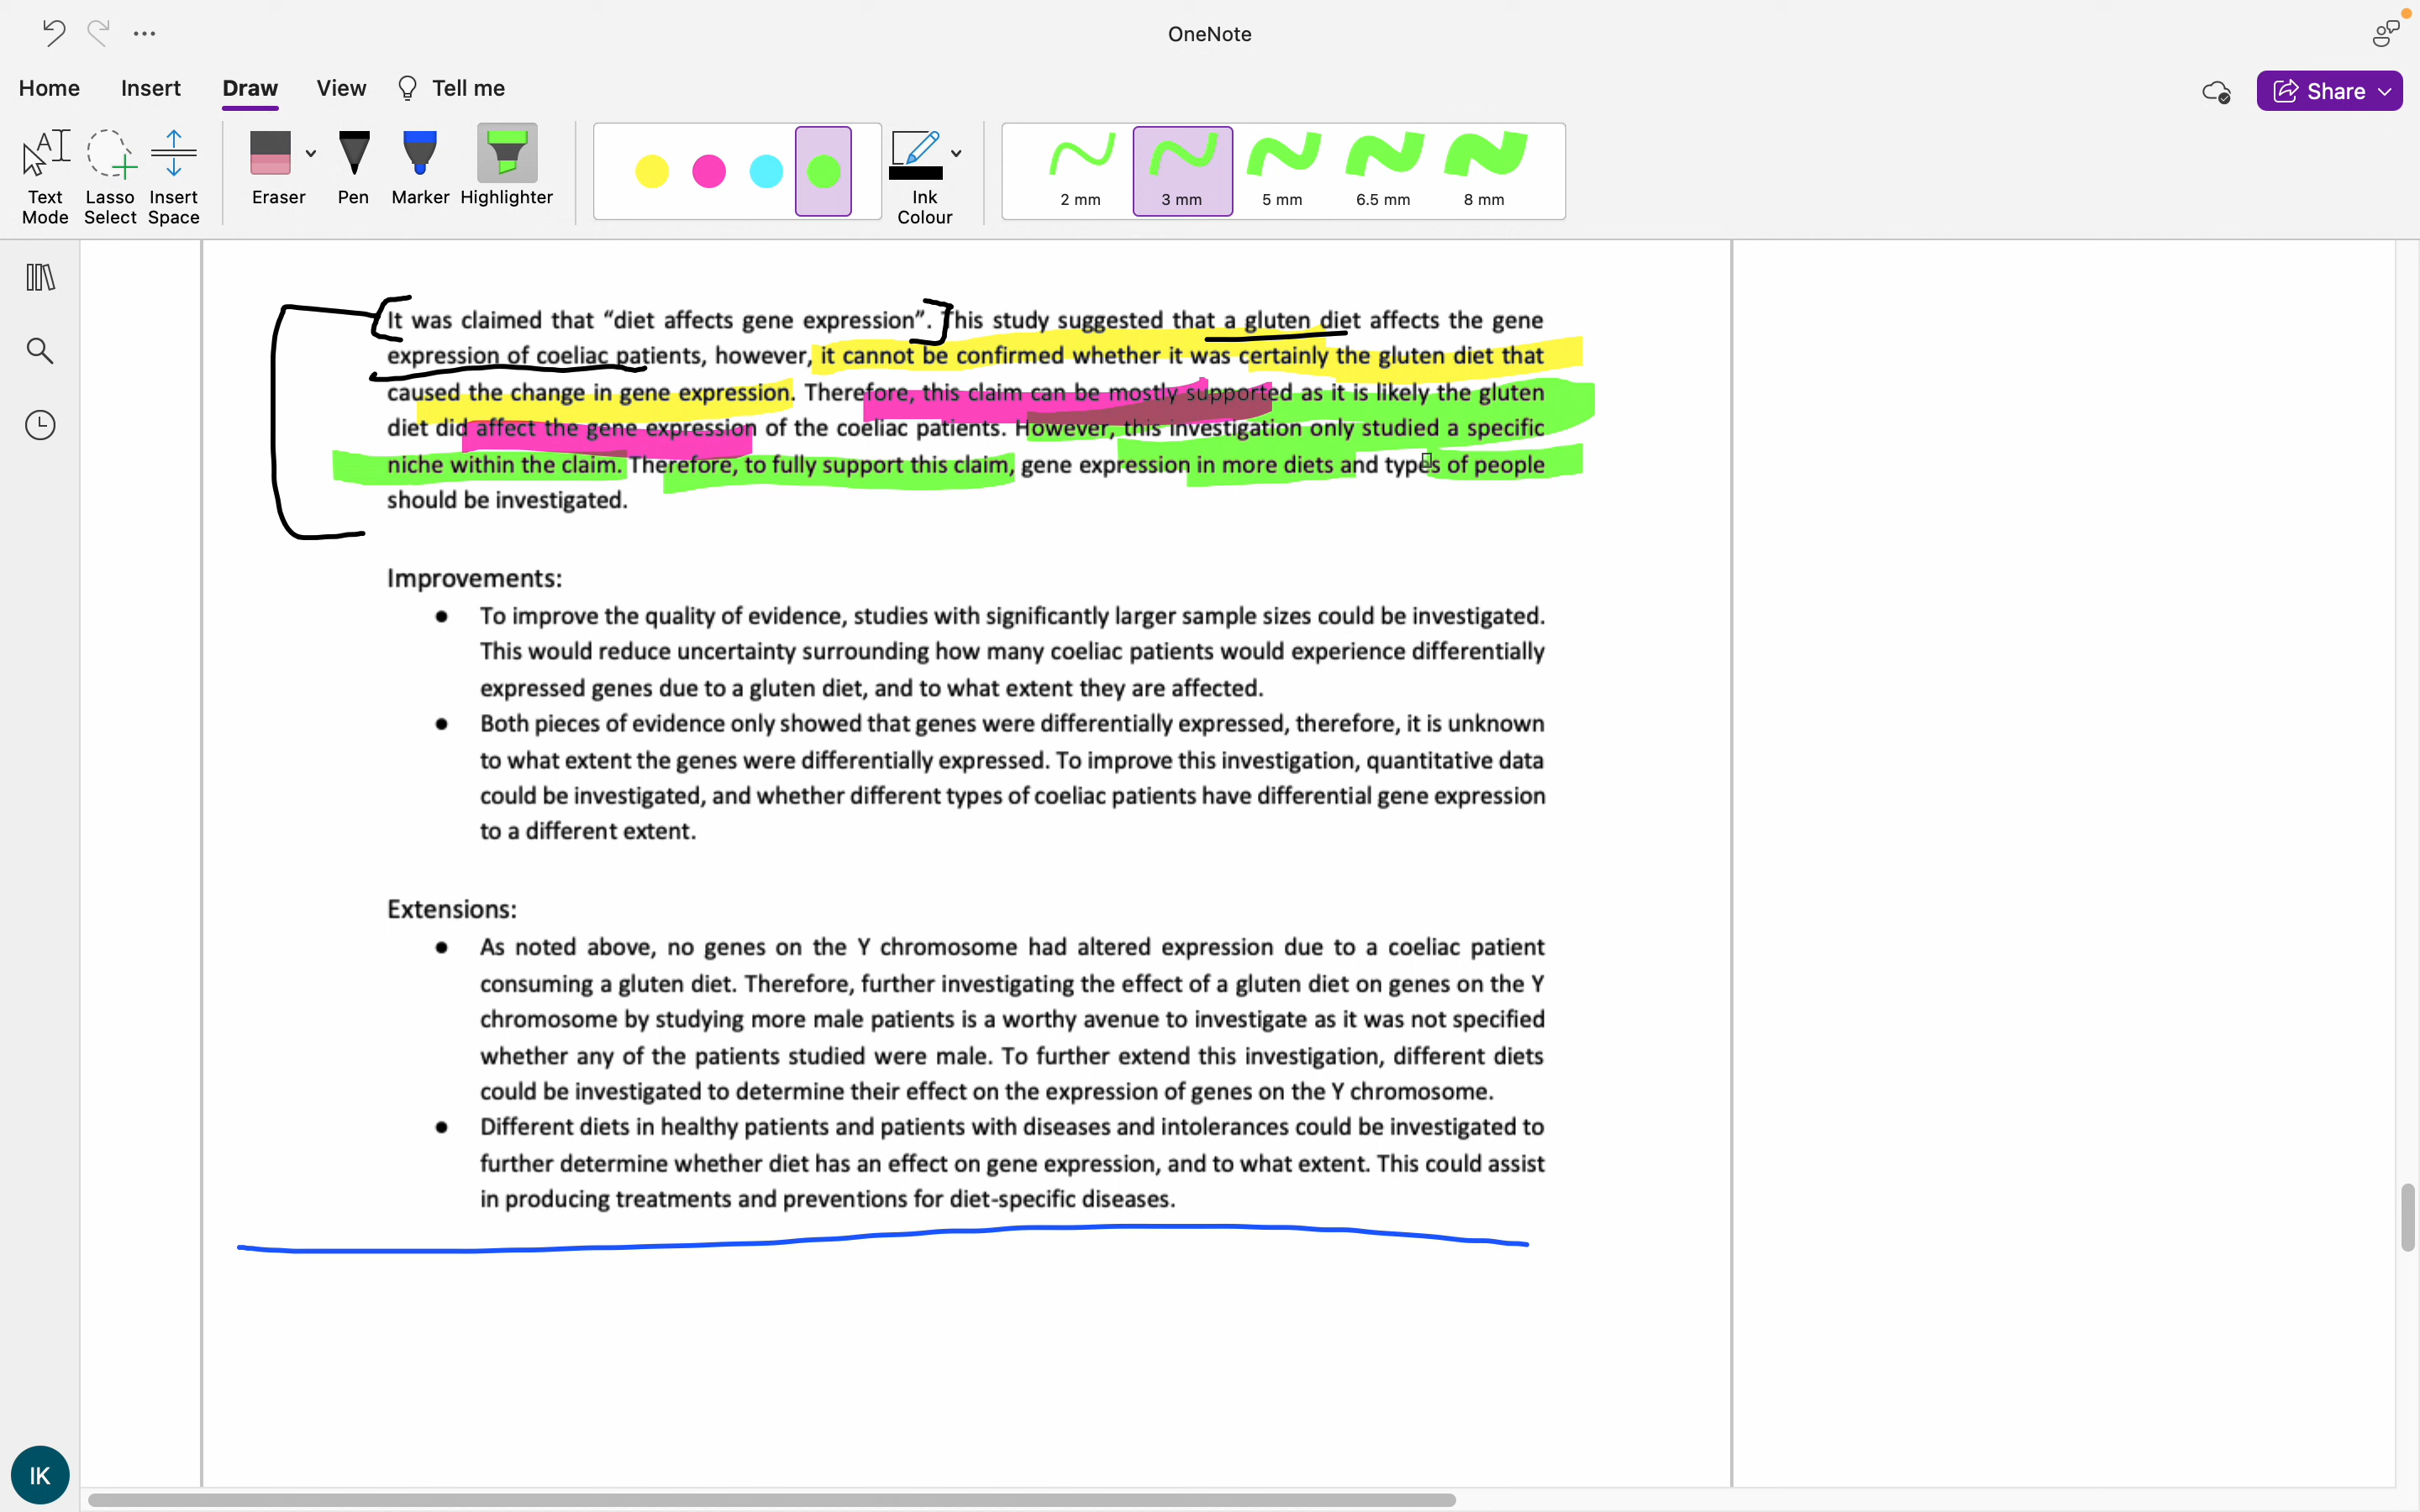 OneNote
Home Insert Draw View Tell me
Share
Text Mode
Lasso Select
Insert Space
Eraser
Pen
Marker
Highlighter
Ink Colour
2 mm
3 mm
5 mm
6.5 mm
8 mm
It was claimed that “diet affects gene expression”. This study suggested that a gluten diet affects the gene
expression of coeliac patients, however, it cannot be confirmed whether it was certainly the gluten diet that
caused the change in gene expression. Therefore, this claim can be mostly supported as it is likely the gluten
diet did affect the gene expression of the coeliac patients. However, this investigation only studied a specific
niche within the claim. Therefore, to fully support this claim, gene expression in more diets and types of people
should be investigated.
Improvements:
● To improve the quality of evidence, studies with significantly larger sample sizes could be investigated.
This would reduce uncertainty surrounding how many coeliac patients would experience differentially
expressed genes due to a gluten diet, and to what extent they are affected.
● Both pieces of evidence only showed that genes were differentially expressed, therefore, it is unknown
to what extent the genes were differentially expressed. To improve this investigation, quantitative data
could be investigated, and whether different types of coeliac patients have differential gene expression
to a different extent.
Extensions:
● As noted above, no genes on the Y chromosome had altered expression due to a coeliac patient
consuming a gluten diet. Therefore, further investigating the effect of a gluten diet on genes on the Y
chromosome by studying more male patients is a worthy avenue to investigate as it was not specified
whether any of the patients studied were male. To further extend this investigation, different diets
could be investigated to determine their effect on the expression of genes on the Y chromosome.
● Different diets in healthy patients and patients with diseases and intolerances could be investigated to
further determine whether diet has an effect on gene expression, and to what extent. This could assist
in producing treatments and preventions for diet-specific diseases.
IK